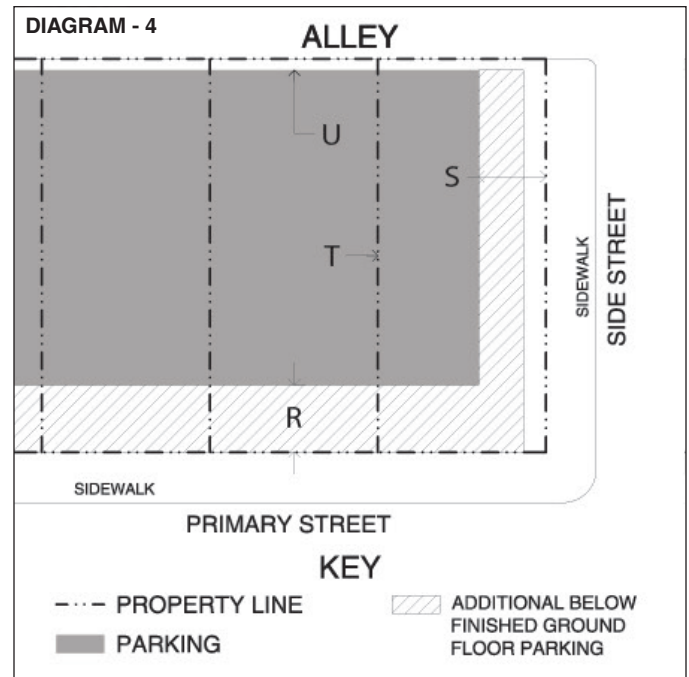 DIAGRAM - 4
ALLEY
U
S
T
R
SIDEWALK
SIDE STREET
SIDEWALK
PRIMARY STREET
KEY
PROPERTY LINE
PARKING
ADDITIONAL BELOW
FINISHED GROUND
FLOOR PARKING